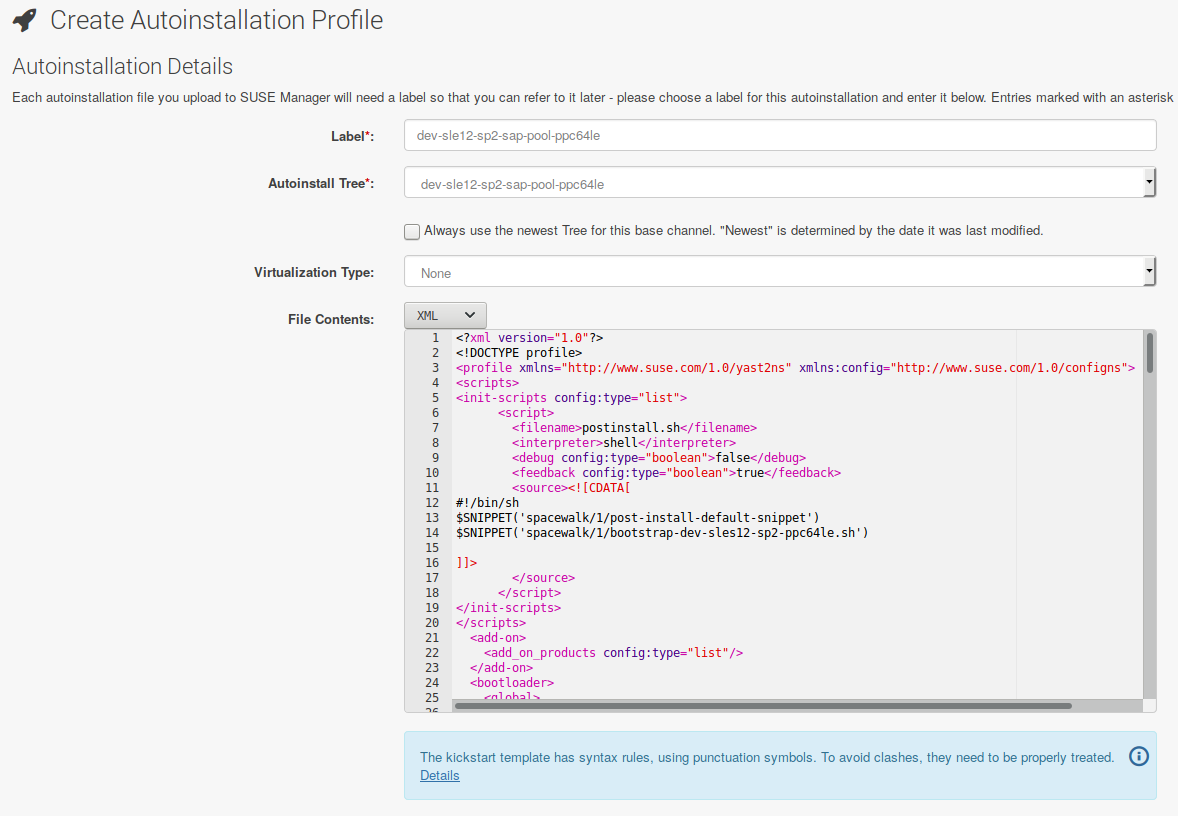 Create Autoinstallation Profile
Autoinstallation Details
Each autoinstallation file you upload to SUSE Manager will need a label so that you can refer to it later - please choose a label for this autoinstallation and enter it below. Entries marked with an asterisk
Label*: dev-sle12-sp2-sap-pool-ppc64le
Autoinstall Tree*: dev-sle12-sp2-sap-pool-ppc64le
Always use the newest Tree for this base channel. "Newest" is determined by the date it was last modified.
Virtualization Type: None
File Contents: XML
1 <?xml version="1.0"?>
2 <!DOCTYPE profile>
3 <profile xmlns="http://www.suse.com/1.0/yast2ns" xmlns:config="http://www.suse.com/1.0/configns">
4 <scripts>
5 <init-scripts config:type="list">
6 <script>
7 <filename>postinstall.sh</filename>
8 <interpreter>shell</interpreter>
9 <debug config:type="boolean">false</debug>
10 <feedback config:type="boolean">true</feedback>
11 <source><![CDATA[
12 #!/bin/sh
13 $SNIPPET('spacewalk/1/post-install-default-snippet')
14 $SNIPPET('spacewalk/1/bootstrap-dev-sles12-sp2-ppc64le.sh')
15
16 ]]>
17 </source>
18 </script>
19 </init-scripts>
20 </scripts>
21 <add-on>
22 <add_on_products config:type="list"/>
23 </add-on>
24 <bootloader>
25 <global>
26
The kickstart template has syntax rules, using punctuation symbols. To avoid clashes, they need to be properly treated.
Details